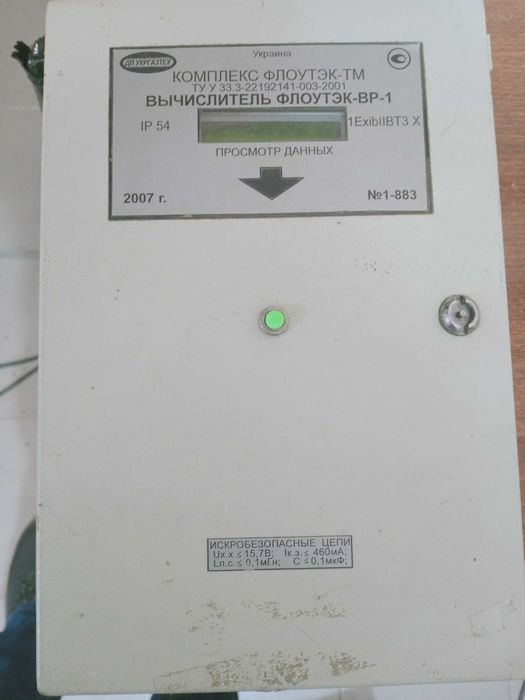 Украина
ДП УКРГАЗТЕХ
КОМПЛЕКС ФЛОУТЭК-ТМ
ТУ У 33.3-22192141-003-2001
ВЫЧИСЛИТЕЛЬ ФЛОУТЭК-ВР-1
IP 54
1ExibIIBT3 X
ПРОСМОТР ДАННЫХ
2007 г.
№1-883
ИСКРОБЕЗОПАСНЫЕ ЦЕПИ
Uх.х ≤ 15,7В; Iк.з. ≤ 460мА;
Lл.с. ≤ 0,1мГн; С ≤ 0,1мкФ;